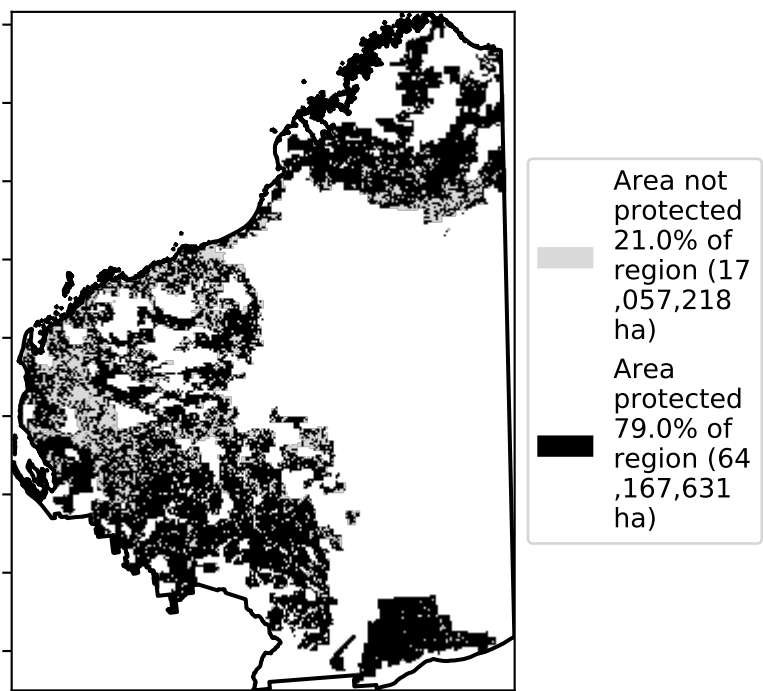 Area not
protected
21.0% of
region (17
,057,218
ha)
Area
protected
79.0% of
region (64
,167,631
ha)